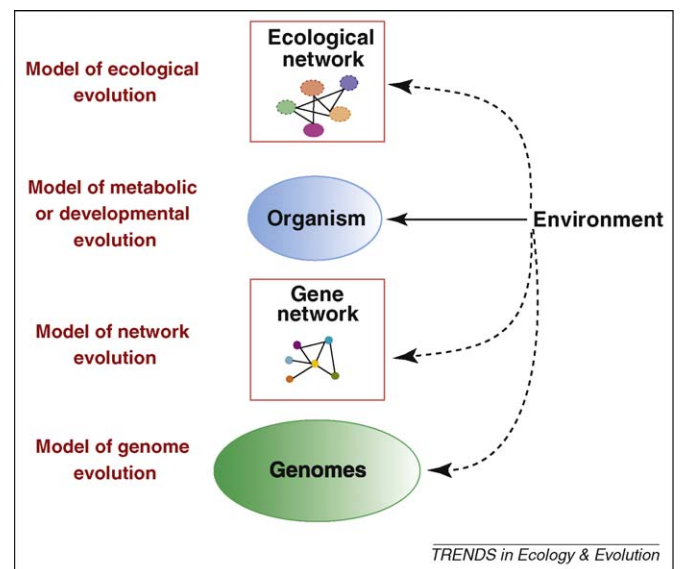 Model of ecological
evolution
Ecological
network
Model of metabolic
or developmental
evolution
Organism
Environment
Model of network
evolution
Gene
network
Model of genome
evolution
Genomes
TRENDS in Ecology & Evolution